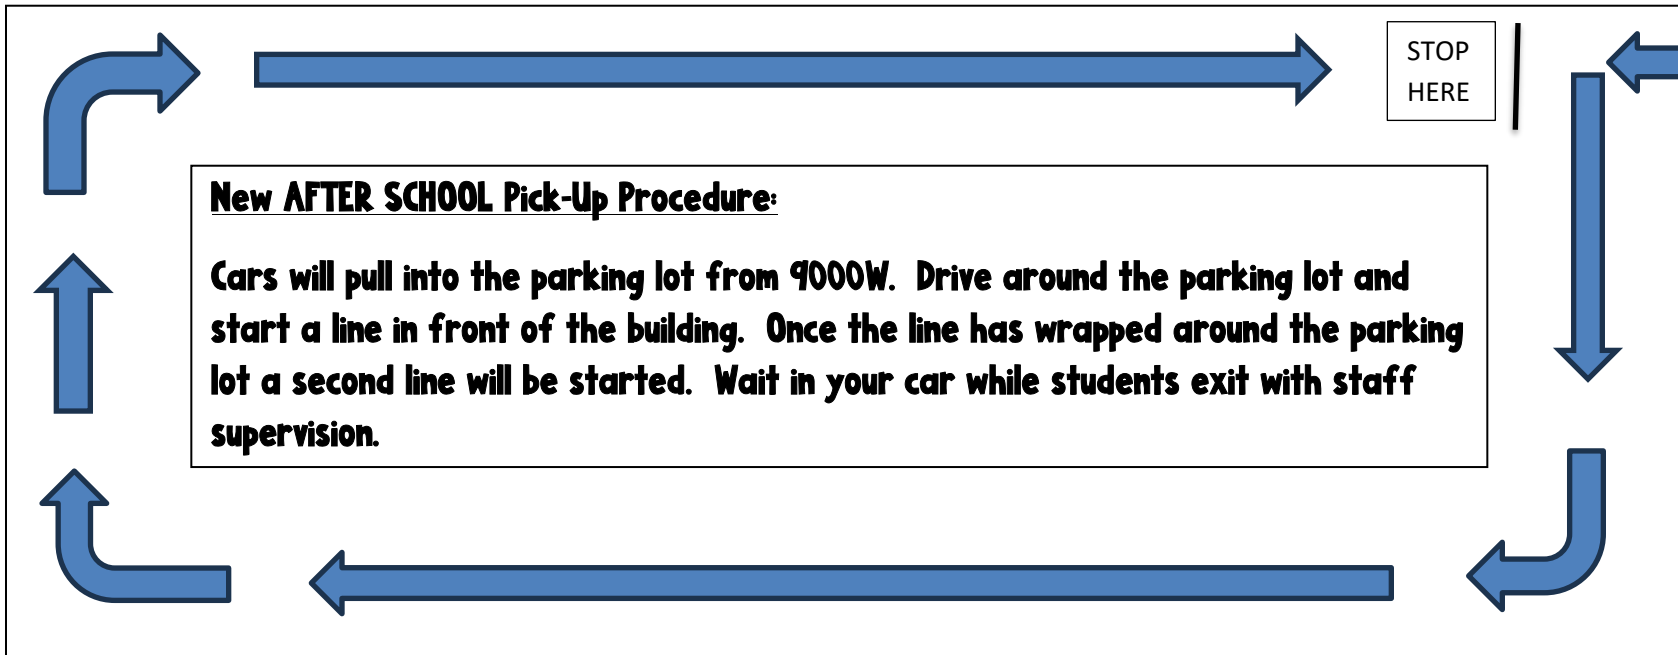 STOP
HERE
New AFTER SCHOOL Pick-Up Procedure:
Cars will pull into the parking lot from 9000W.  Drive around the parking lot and
start a line in front of the building.  Once the line has wrapped around the parking
lot a second line will be started.  Wait in your car while students exit with staff
supervision.